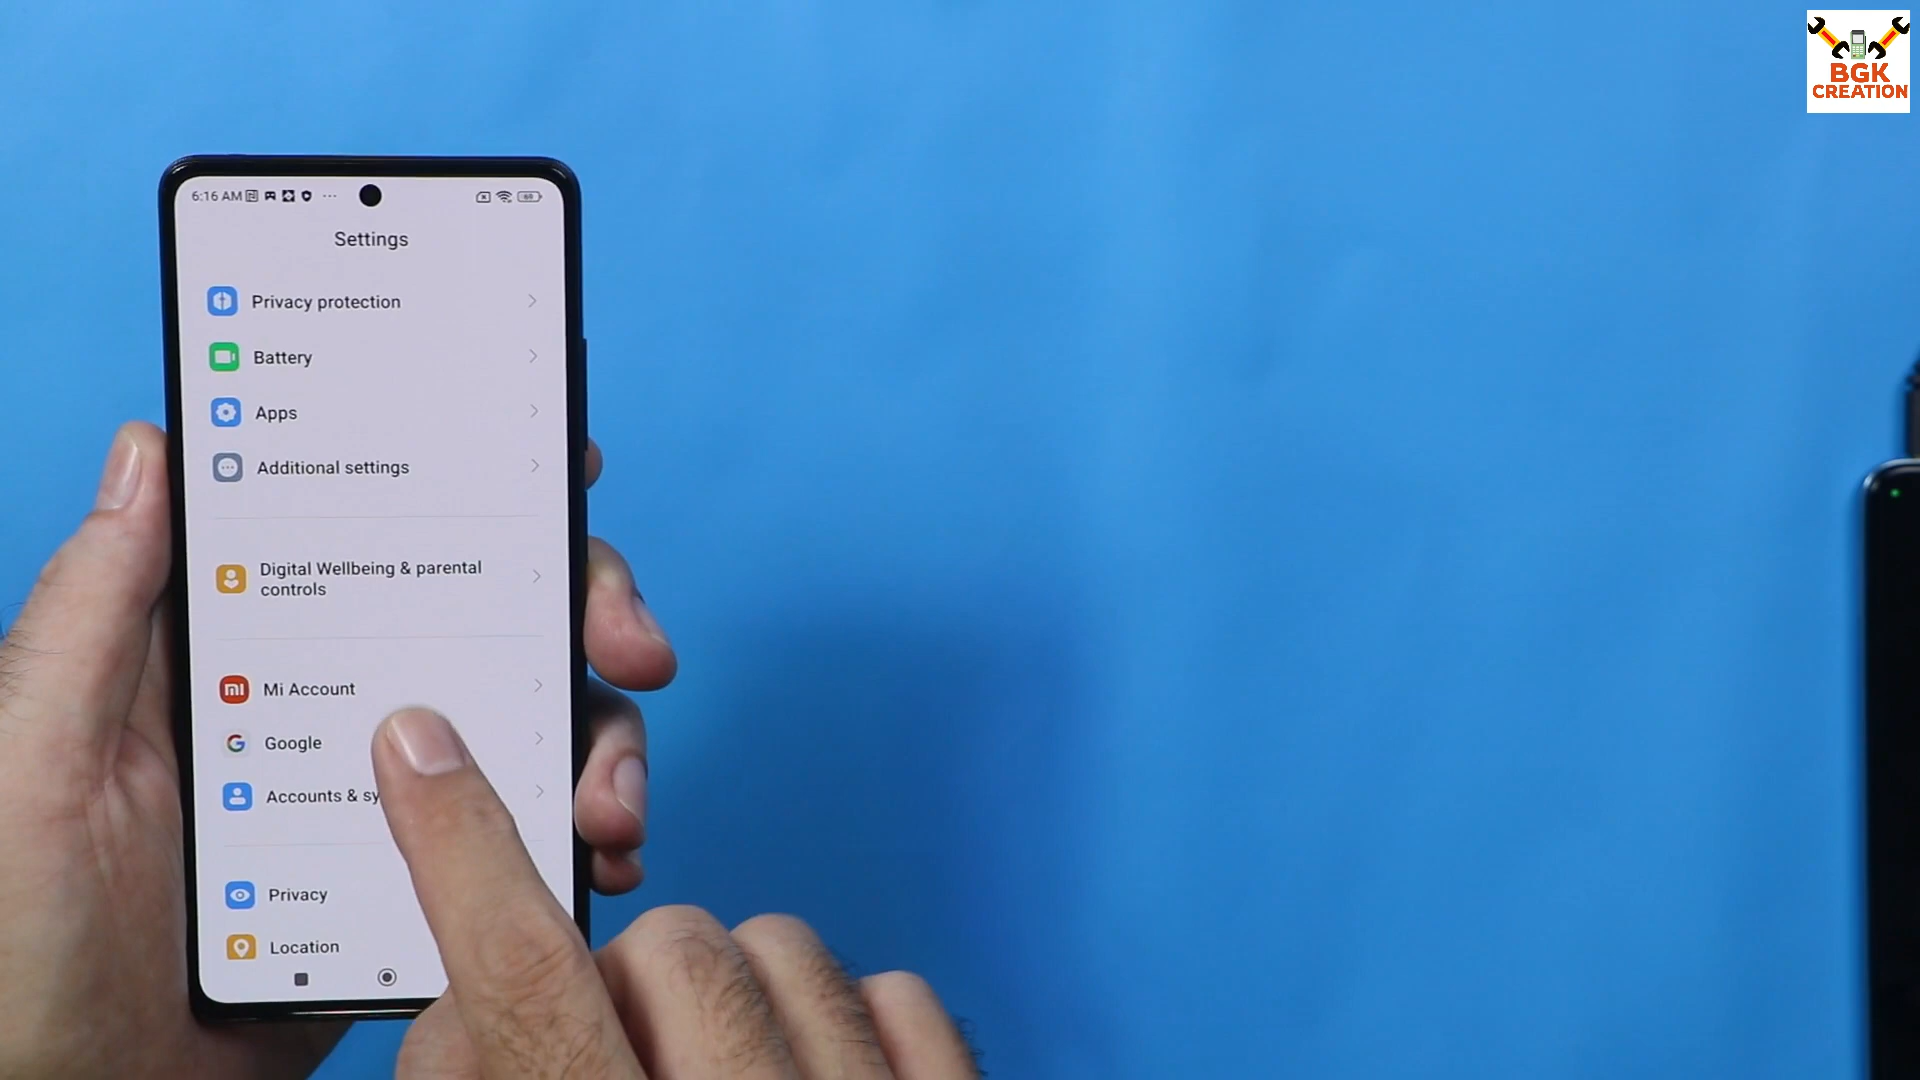 BGK
CREATION
6:16 AM
Settings
Privacy protection
Battery
Apps
Additional settings
Digital Wellbeing & parental
controls
mi Mi Account
G Google
Accounts & sy
Privacy
Location